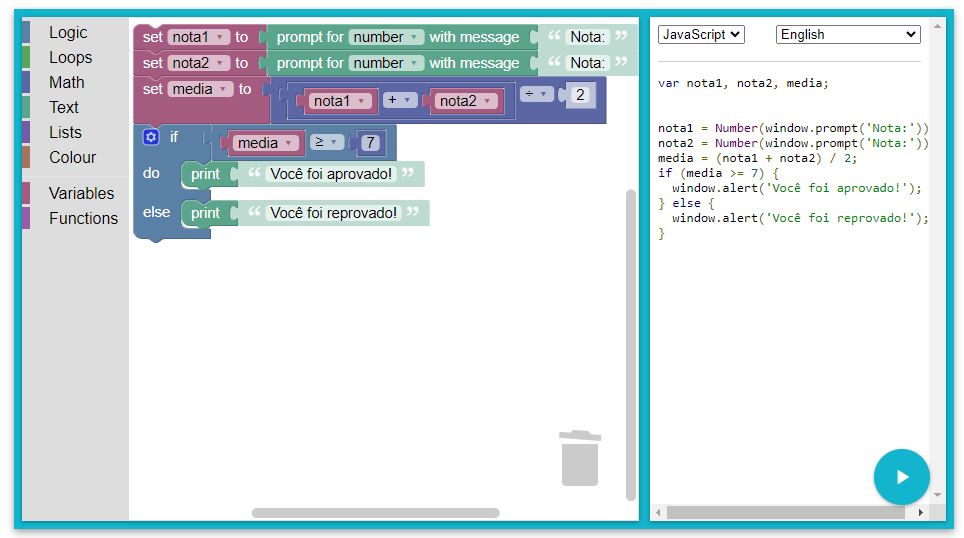 Logic
Loops
Math
Text
Lists
Colour
Variables
Functions
set nota1 to prompt for number with message “ Nota: ”
set nota2 to prompt for number with message “ Nota: ”
set media to nota1 + nota2 ÷ 2
if media ≥ 7
do print “ Você foi aprovado! ”
else print “ Você foi reprovado! ”
JavaScript English
var nota1, nota2, media;
nota1 = Number(window.prompt('Nota:'))
nota2 = Number(window.prompt('Nota:'))
media = (nota1 + nota2) / 2;
if (media >= 7) {
  window.alert('Você foi aprovado!');
} else {
  window.alert('Você foi reprovado!');
}